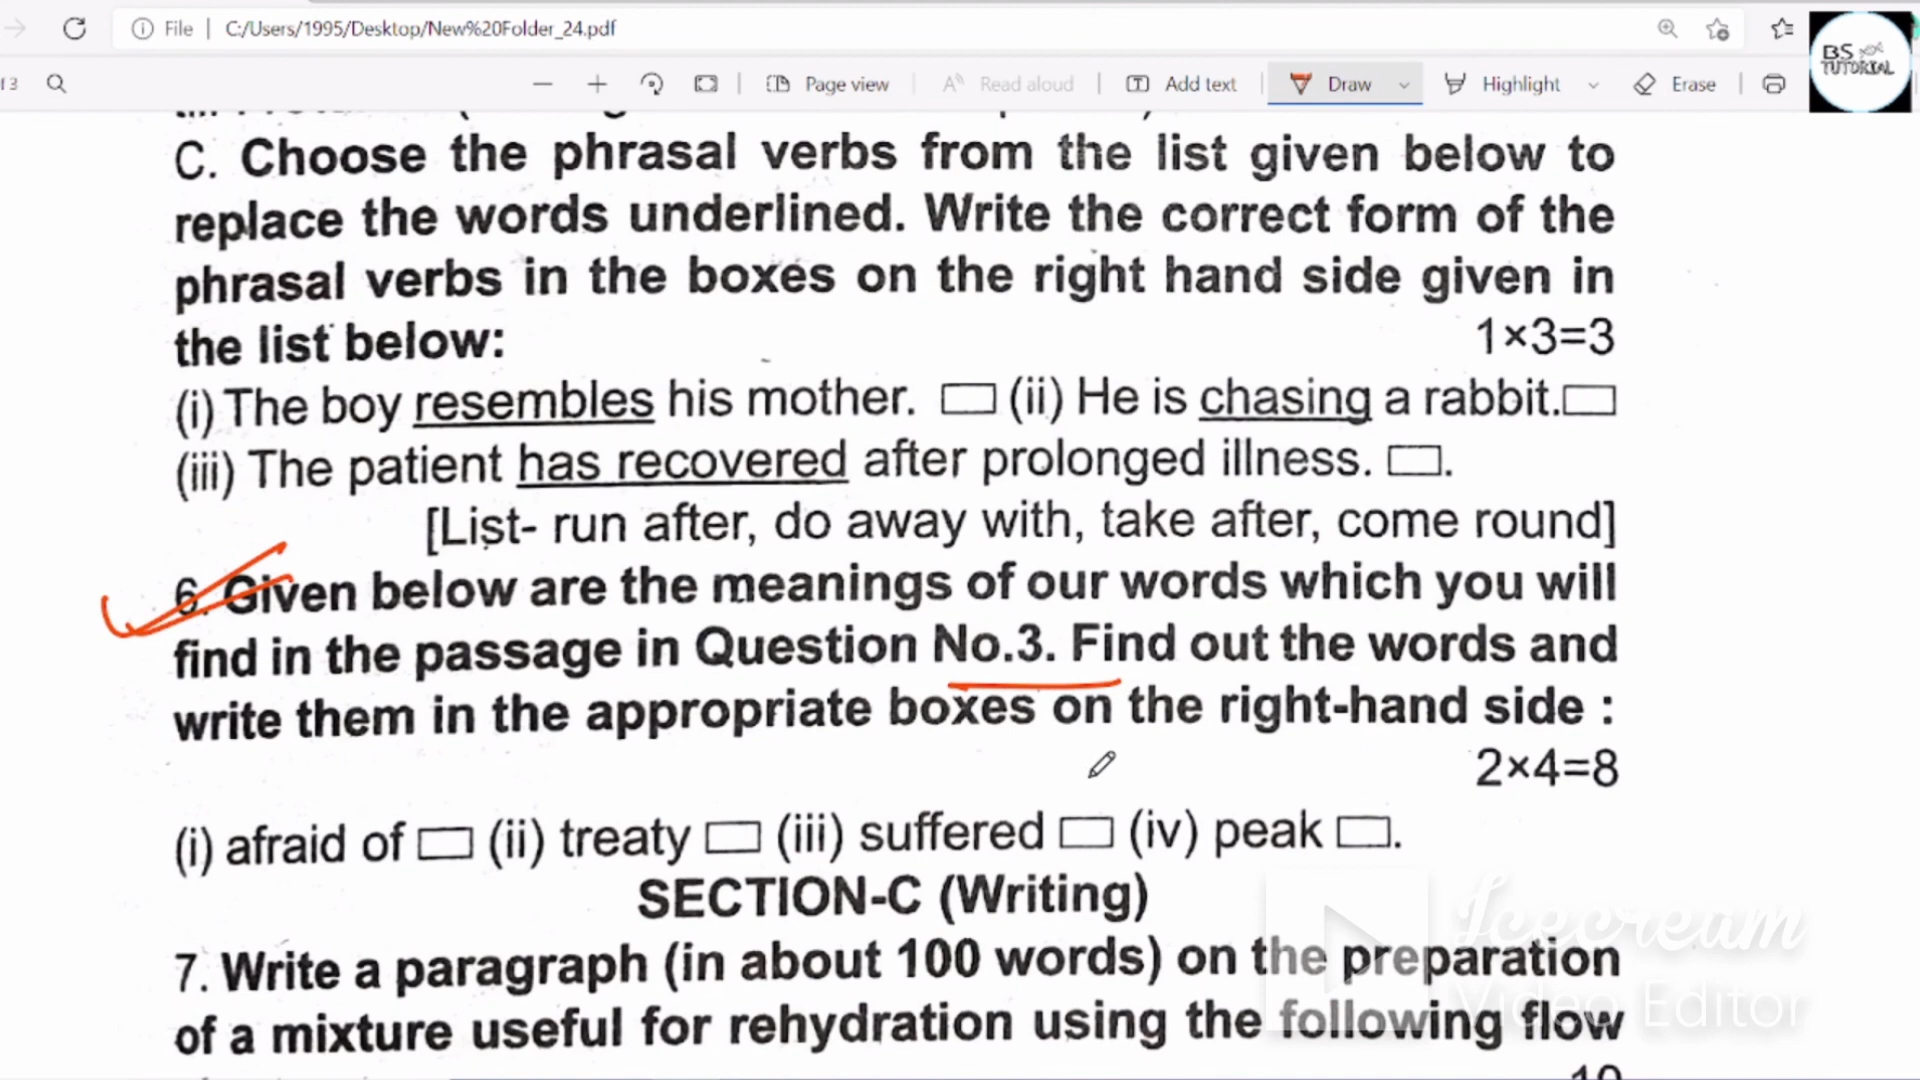 File | C:/Users/1995/Desktop/New%20Folder_24.pdf
BS TUTORIAL
Page view | Read aloud | Add text | Draw Highlight Erase
C. Choose the phrasal verbs from the list given below to
replace the words underlined. Write the correct form of the
phrasal verbs in the boxes on the right hand side given in
the list below: 1×3=3
(i) The boy resembles his mother. (ii) He is chasing a rabbit.
(iii) The patient has recovered after prolonged illness. .
[List- run after, do away with, take after, come round]
6. Given below are the meanings of our words which you will
find in the passage in Question No.3. Find out the words and
write them in the appropriate boxes on the right-hand side :
2×4=8
(i) afraid of (ii) treaty (iii) suffered (iv) peak .
SECTION-C (Writing)
7. Write a paragraph (in about 100 words) on the preparation
of a mixture useful for rehydration using the following flow
Icecream
Video Editor